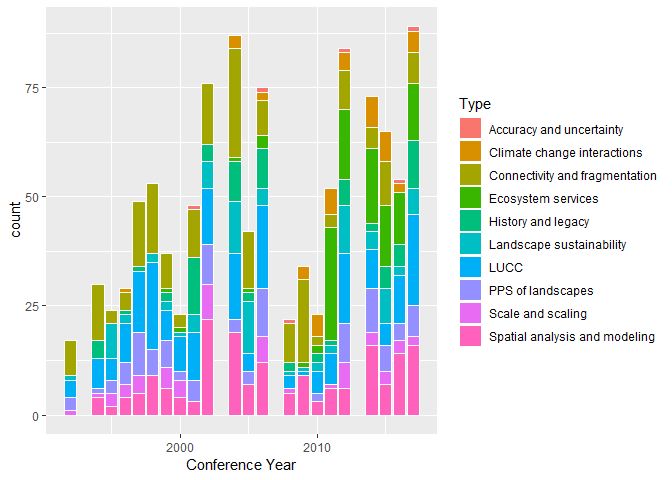 75
50
25
0
count
2000
2010
Conference Year
Type
Accuracy and uncertainty
Climate change interactions
Connectivity and fragmentation
Ecosystem services
History and legacy
Landscape sustainability
LUCC
PPS of landscapes
Scale and scaling
Spatial analysis and modeling